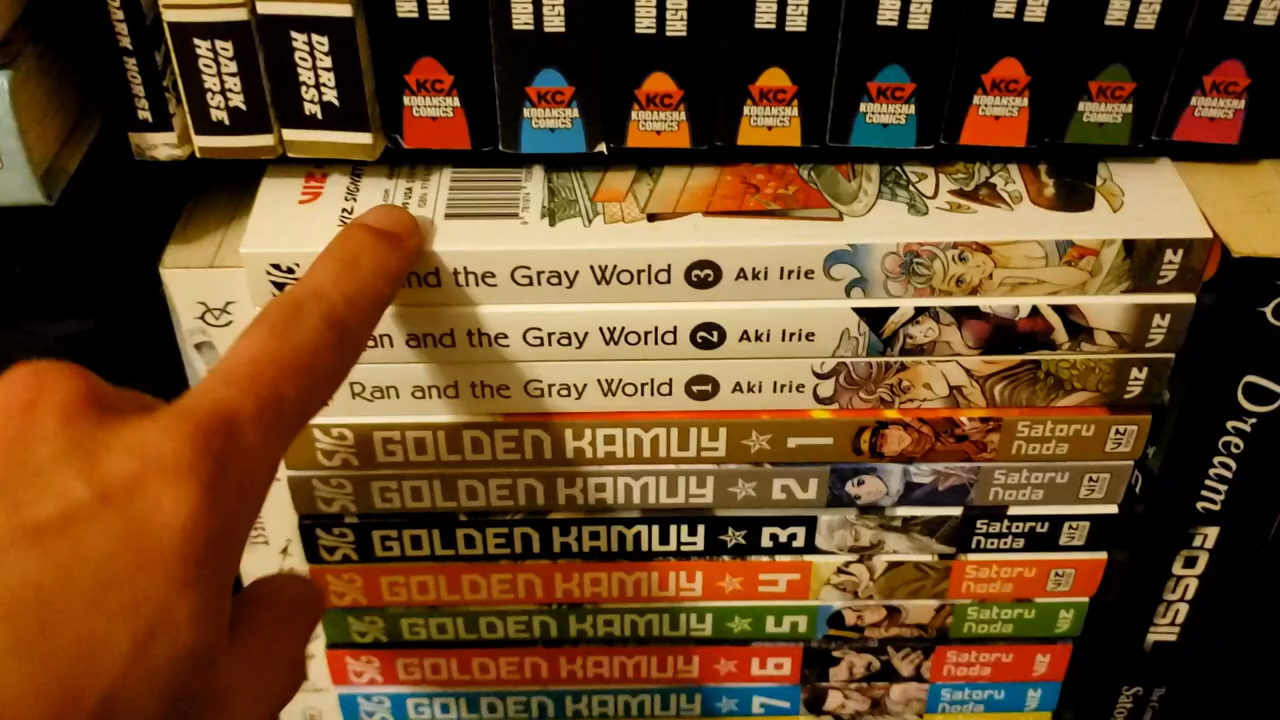 DARK HORSE
DARK HORSE
DARK HORSE
KC KODANSHA COMICS
KC KODANSHA COMICS
KC KODANSHA COMICS
KC KODANSHA COMICS
KC KODANSHA COMICS
KC KODANSHA COMICS
KC KODANSHA COMICS
KC KODANSHA COMICS
VIZ
nd the Gray World 3 Aki Irie VIZ
an and the Gray World 2 Aki Irie VIZ
Ran and the Gray World 1 Aki Irie VIZ
SIG GOLDEN KAMUY 1 Satoru Noda VIZ
SIG GOLDEN KAMUY 2 Satoru Noda VIZ
SIG GOLDEN KAMUY 3 Satoru Noda VIZ
SIG GOLDEN KAMUY 4 Satoru Noda VIZ
SIG GOLDEN KAMUY 5 Satoru Noda VIZ
SIG GOLDEN KAMUY 6 Satoru Noda VIZ
SIG GOLDEN KAMUY 7 Satoru Noda VIZ
Dream FOSSIL